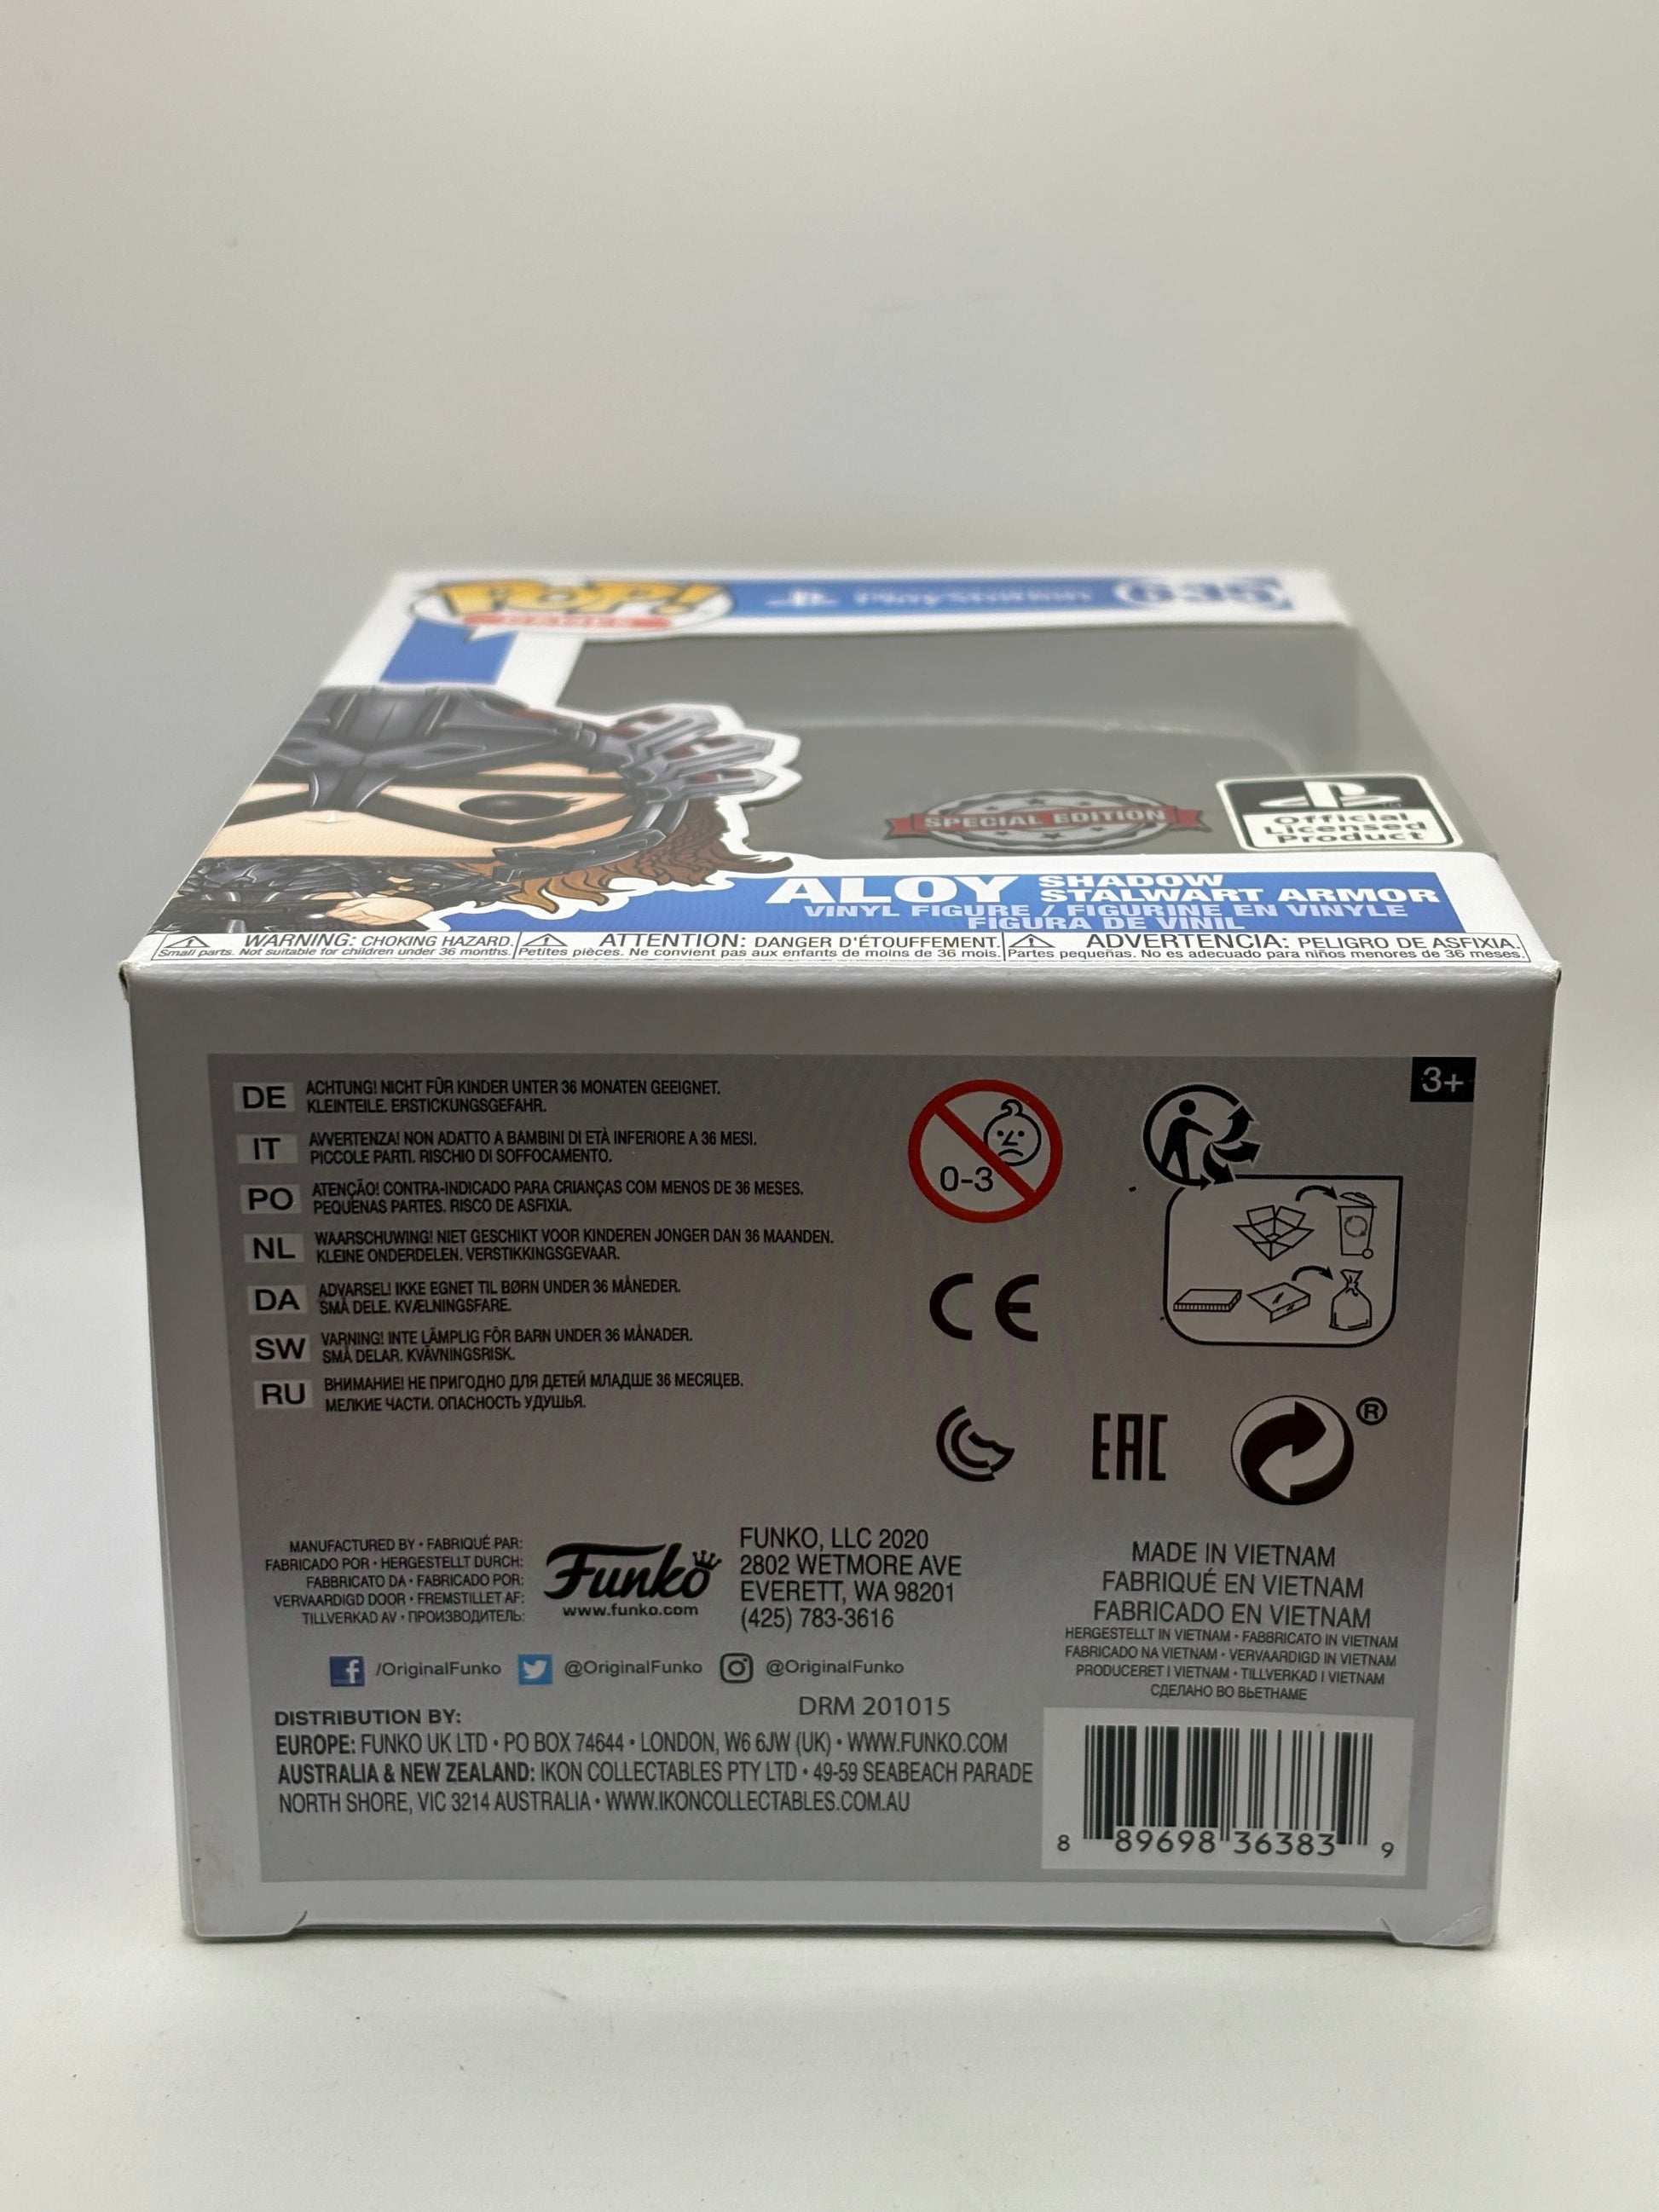 POP!
GAMES
PlayStation
635
SPECIAL EDITION
Official
Licensed
Product
ALOY SHADOW
STALWART ARMOR
VINYL FIGURE / FIGURINE EN VINYLE
FIGURA DE VINIL
WARNING: CHOKING HAZARD.
Small parts. Not suitable for children under 36 months.
ATTENTION: DANGER D'ÉTOUFFEMENT.
Petites pièces. Ne convient pas aux enfants de moins de 36 mois.
ADVERTENCIA: PELIGRO DE ASFIXIA.
Partes pequeñas. No es adecuado para niños menores de 36 meses.
3+
DE ACHTUNG! NICHT FÜR KINDER UNTER 36 MONATEN GEEIGNET.
KLEINTEILE. ERSTICKUNGSGEFAHR.
IT AVVERTENZA! NON ADATTO A BAMBINI DI ETÀ INFERIORE A 36 MESI.
PICCOLE PARTI. RISCHIO DI SOFFOCAMENTO.
PO ATENÇÃO! CONTRA-INDICADO PARA CRIANÇAS COM MENOS DE 36 MESES.
PEQUENAS PARTES. RISCO DE ASFIXIA.
NL WAARSCHUWING! NIET GESCHIKT VOOR KINDEREN JONGER DAN 36 MAANDEN.
KLEINE ONDERDELEN. VERSTIKKINGSGEVAAR.
DA ADVARSEL! IKKE EGNET TIL BØRN UNDER 36 MÅNEDER.
SMÅ DELE. KVÆLNINGSFARE.
SW VARNING! INTE LÄMPLIG FÖR BARN UNDER 36 MÅNADER.
SMÅ DELAR. KVÄVNINGSRISK.
RU ВНИМАНИЕ! НЕ ПРИГОДНО ДЛЯ ДЕТЕЙ МЛАДШЕ 36 МЕСЯЦЕВ.
МЕЛКИЕ ЧАСТИ. ОПАСНОСТЬ УДУШЬЯ.
0-3
CE
EAC
®
MANUFACTURED BY • FABRIQUÉ PAR:
FABRICADO POR • HERGESTELLT DURCH:
FABBRICATO DA • FABRICADO POR:
VERVAARDIGD DOOR • FREMSTILLET AF:
TILLVERKAD AV • ПРОИЗВОДИТЕЛЬ:
Funko
www.funko.com
FUNKO, LLC 2020
2802 WETMORE AVE
EVERETT, WA 98201
(425) 783-3616
MADE IN VIETNAM
FABRIQUÉ EN VIETNAM
FABRICADO EN VIETNAM
HERGESTELLT IN VIETNAM • FABBRICATO IN VIETNAM
FABRICADO NA VIETNAM • VERVAARDIGD IN VIETNAM
PRODUCERET I VIETNAM • TILLVERKAD I VIETNAM
СДЕЛАНО ВО ВЬЕТНАМЕ
/OriginalFunko @OriginalFunko @OriginalFunko
DRM 201015
DISTRIBUTION BY:
EUROPE: FUNKO UK LTD • PO BOX 74644 • LONDON, W6 6JW (UK) • WWW.FUNKO.COM
AUSTRALIA & NEW ZEALAND: IKON COLLECTABLES PTY LTD • 49-59 SEABEACH PARADE
NORTH SHORE, VIC 3214 AUSTRALIA • WWW.IKONCOLLECTABLES.COM.AU
8 89698 36383 9